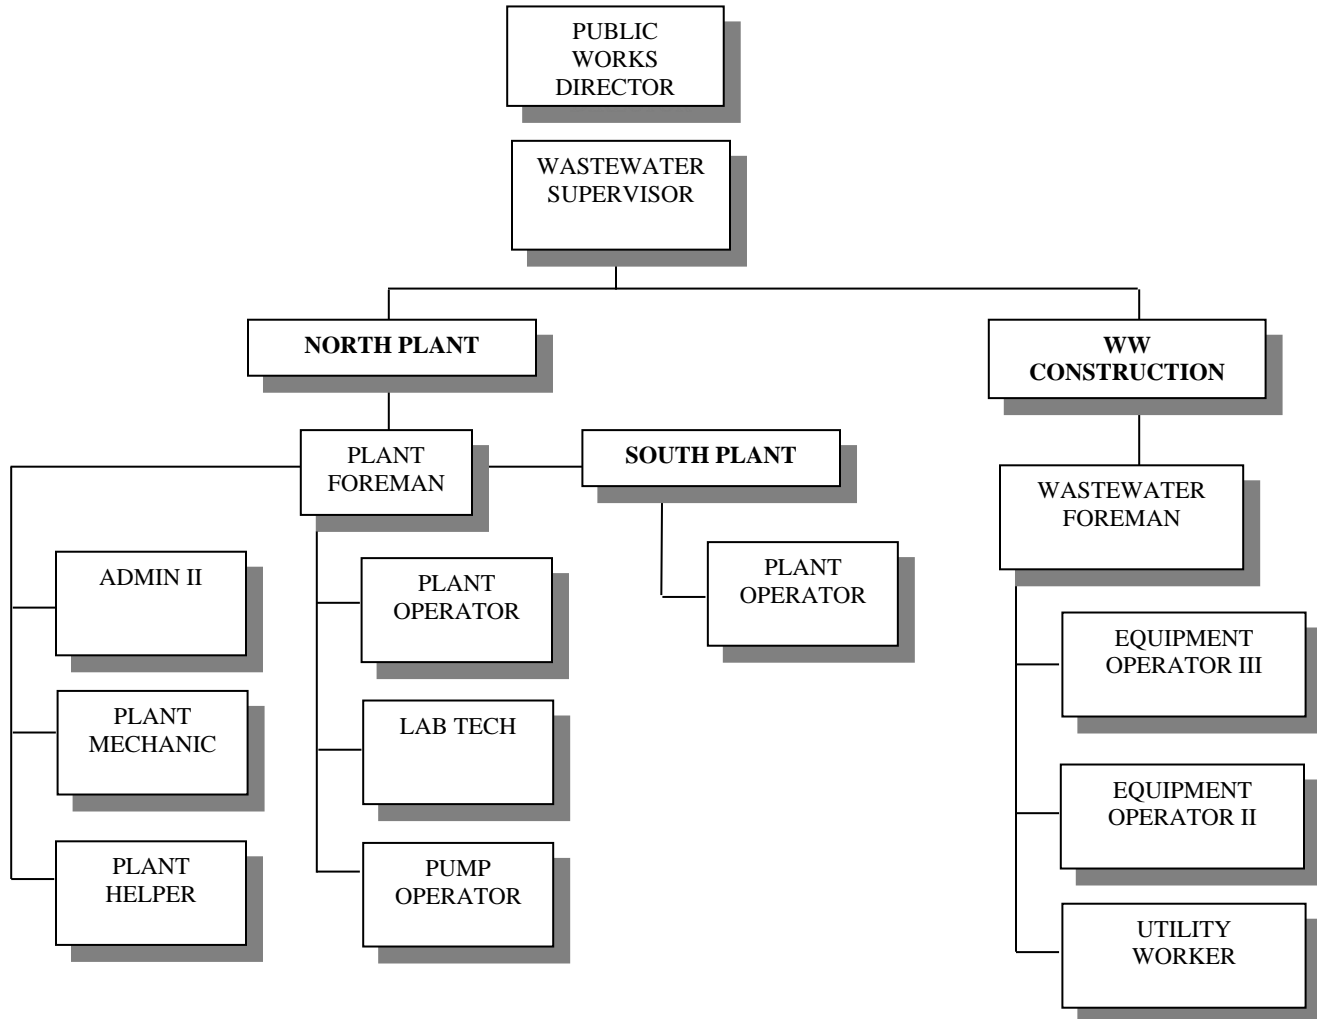 PUBLIC
WORKS
DIRECTOR
WASTEWATER
SUPERVISOR
NORTH PLANT
WW
CONSTRUCTION
PLANT
FOREMAN
SOUTH PLANT
WASTEWATER
FOREMAN
ADMIN II
PLANT
OPERATOR
PLANT
OPERATOR
EQUIPMENT
OPERATOR III
PLANT
MECHANIC
LAB TECH
EQUIPMENT
OPERATOR II
PLANT
HELPER
PUMP
OPERATOR
UTILITY
WORKER